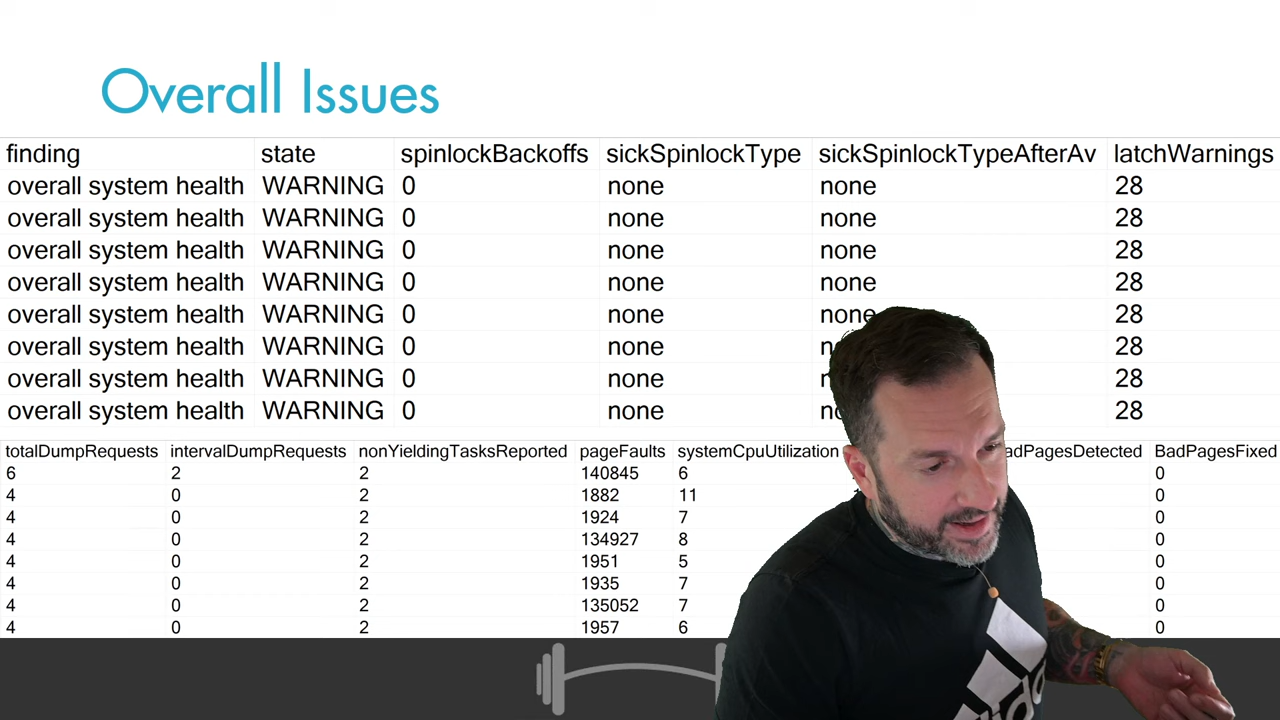 Overall Issues
finding state spinlockBackoffs sickSpinlockType sickSpinlockTypeAfterAv latchWarnings
overall system health WARNING 0 none none 28
overall system health WARNING 0 none none 28
overall system health WARNING 0 none none 28
overall system health WARNING 0 none none 28
overall system health WARNING 0 none none 28
overall system health WARNING 0 none 28
overall system health WARNING 0 none 28
overall system health WARNING 0 none 28
totalDumpRequests intervalDumpRequests nonYieldingTasksReported pageFaults systemCpuUtilization adPagesDetected BadPagesFixed
6 2 2 140845 6 0
4 0 2 1882 11 0
4 0 2 1924 7 0
4 0 2 134927 8 0
4 0 2 1951 5 0
4 0 2 1935 7 0
4 0 2 135052 7 0
4 0 2 1957 6 0